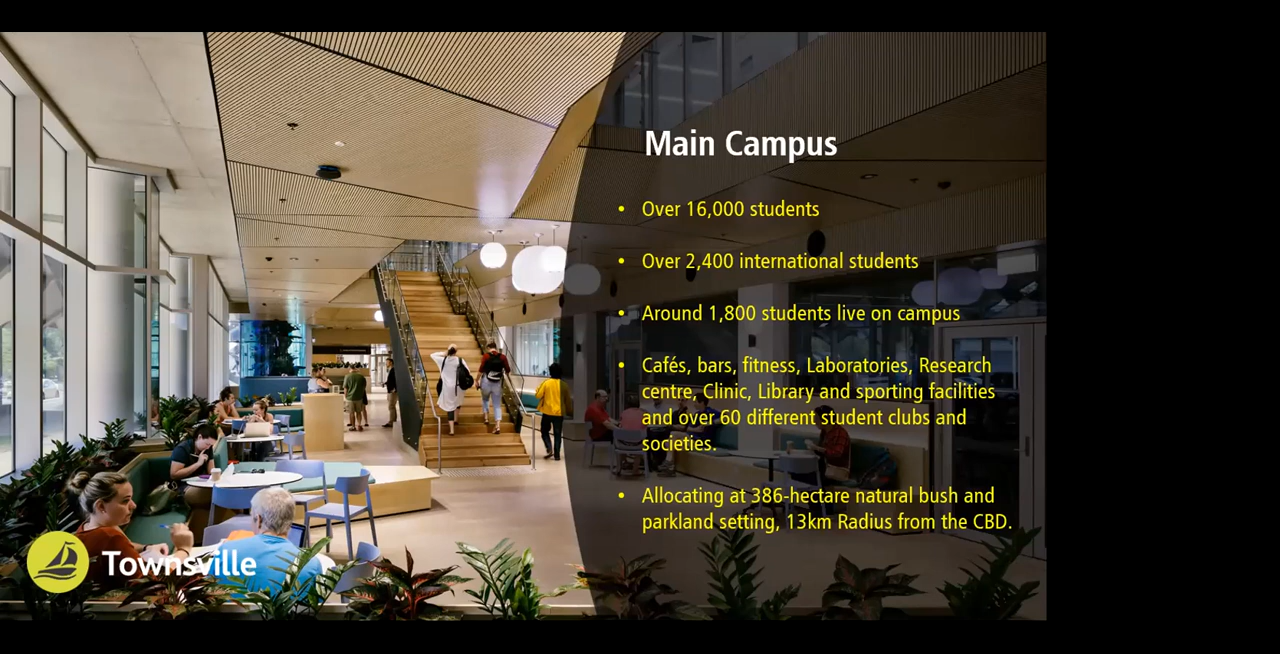 Main Campus
• Over 16,000 students
• Over 2,400 international students
• Around 1,800 students live on campus
• Cafés, bars, fitness, Laboratories, Research
centre, Clinic, Library and sporting facilities
and over 60 different student clubs and
societies.
• Allocating at 386-hectare natural bush and
parkland setting, 13km Radius from the CBD.
Townsville